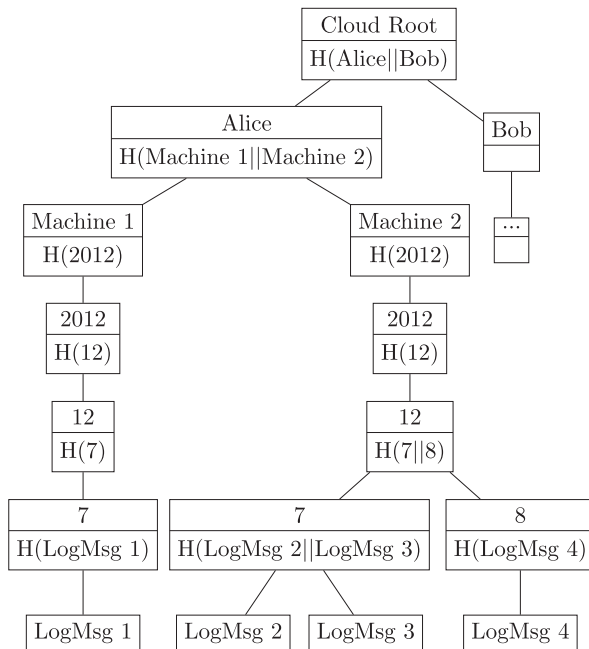 Cloud Root
H(Alice||Bob)
Alice
H(Machine 1||Machine 2)
Bob
Machine 1
H(2012)
Machine 2
H(2012)
...
2012
H(12)
2012
H(12)
12
H(7)
12
H(7||8)
7
H(LogMsg 1)
7
H(LogMsg 2||LogMsg 3)
8
H(LogMsg 4)
LogMsg 1
LogMsg 2
LogMsg 3
LogMsg 4